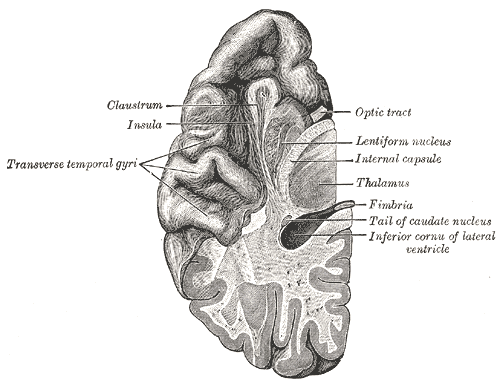 Claustrum
Insula
Transverse temporal gyri
Optic tract
Lentiform nucleus
Internal capsule
Thalamus
Fimbria
Tail of caudate nucleus
Inferior cornu of lateral
ventricle